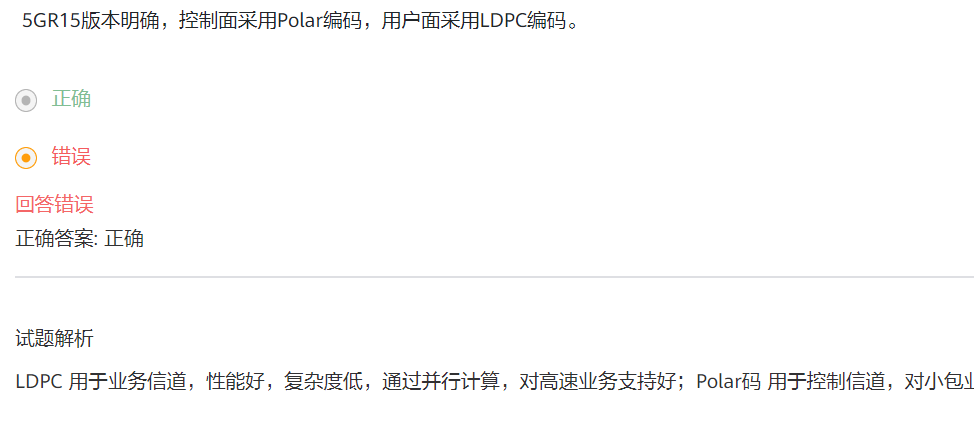 5GR15版本明确，控制面采用Polar编码，用户面采用LDPC编码。
正确
错误
回答错误
正确答案: 正确
试题解析
LDPC 用于业务信道，性能好，复杂度低，通过并行计算，对高速业务支持好；Polar码 用于控制信道，对小包